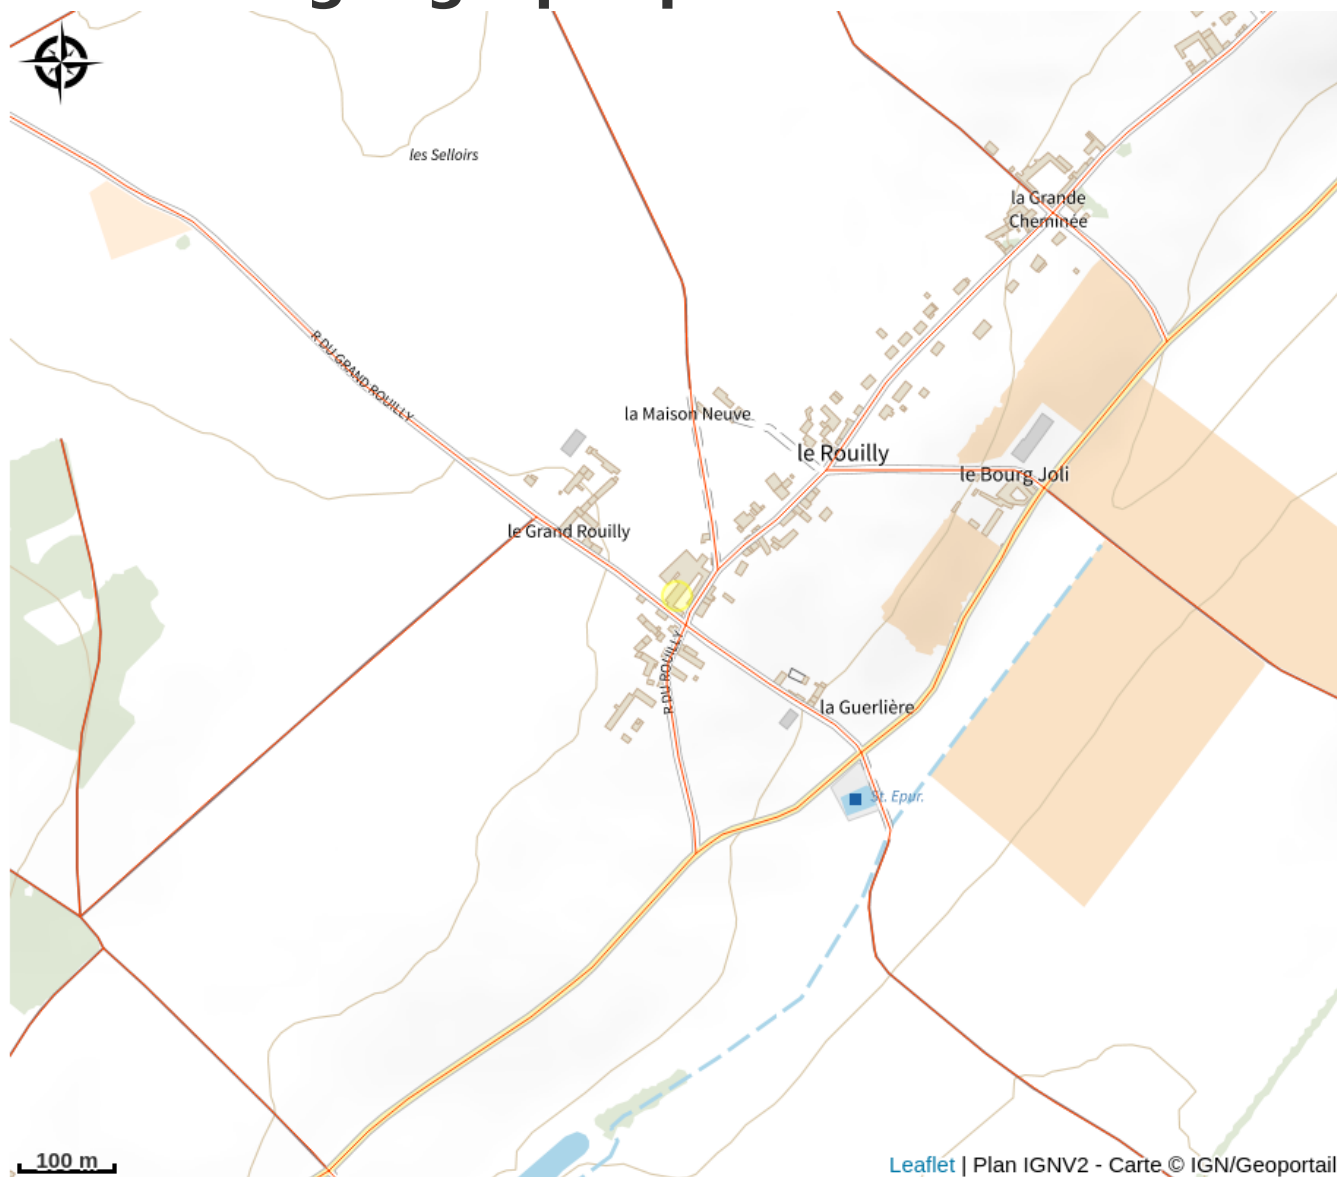 les Selloirs
la Grande
Cheminée
R DU GRAND ROUILLY
la Maison Neuve
le Rouilly
le Bourg Joli
le Grand Rouilly
R DU ROUILLY
la Guerlière
St. Epur.
100 m
Leaflet | Plan IGNV2 - Carte © IGN/Geoportail